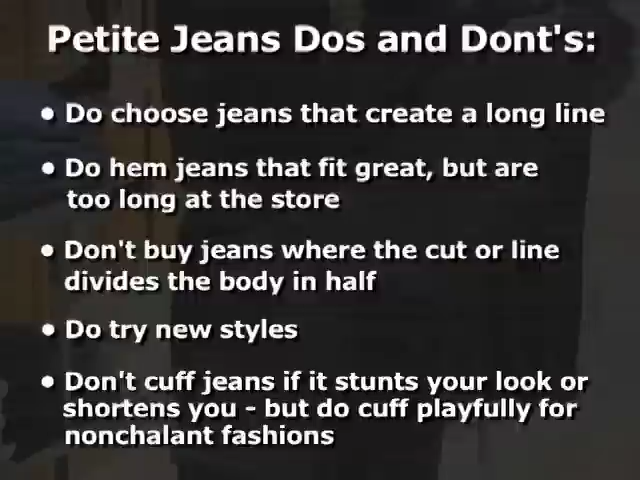 Petite Jeans Dos and Dont's:
• Do choose jeans that create a long line
• Do hem jeans that fit great, but are
too long at the store
• Don't buy jeans where the cut or line
divides the body in half
• Do try new styles
• Don't cuff jeans if it stunts your look or
shortens you - but do cuff playfully for
nonchalant fashions